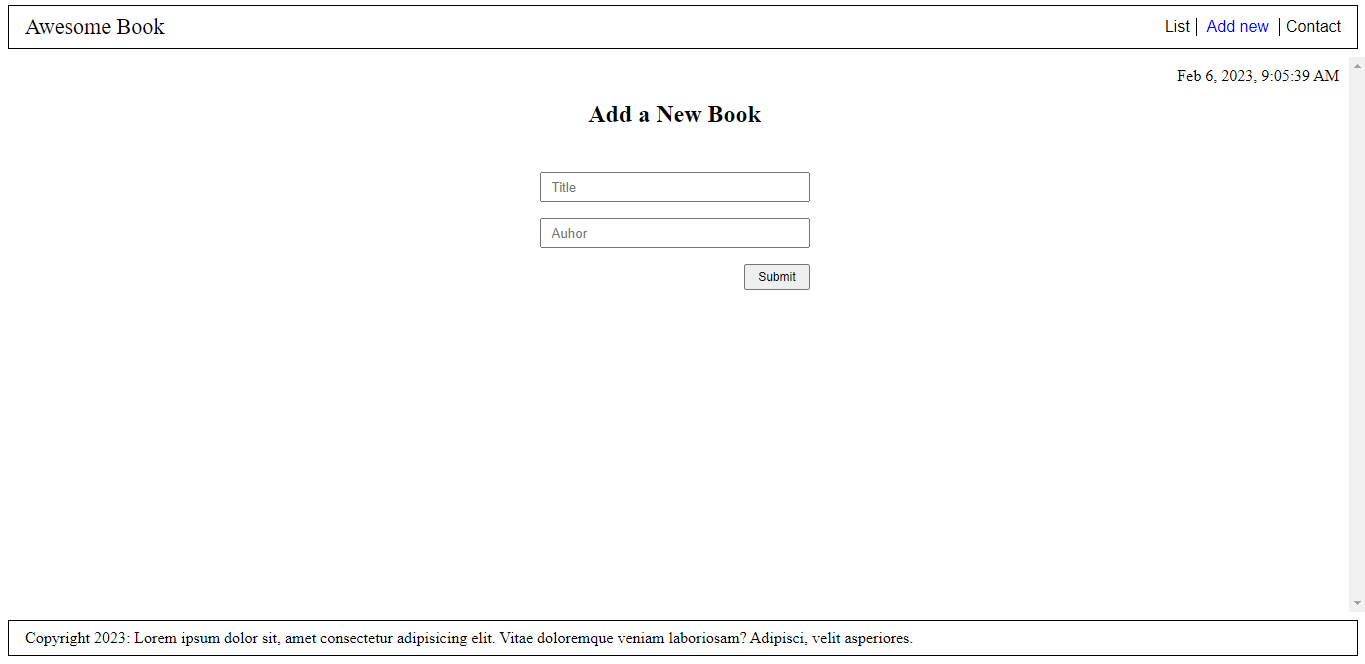 Awesome Book
List | Add new | Contact
Feb 6, 2023, 9:05:39 AM
Add a New Book
Title
Auhor
Submit
Copyright 2023: Lorem ipsum dolor sit, amet consectetur adipisicing elit. Vitae doloremque veniam laboriosam? Adipisci, velit asperiores.